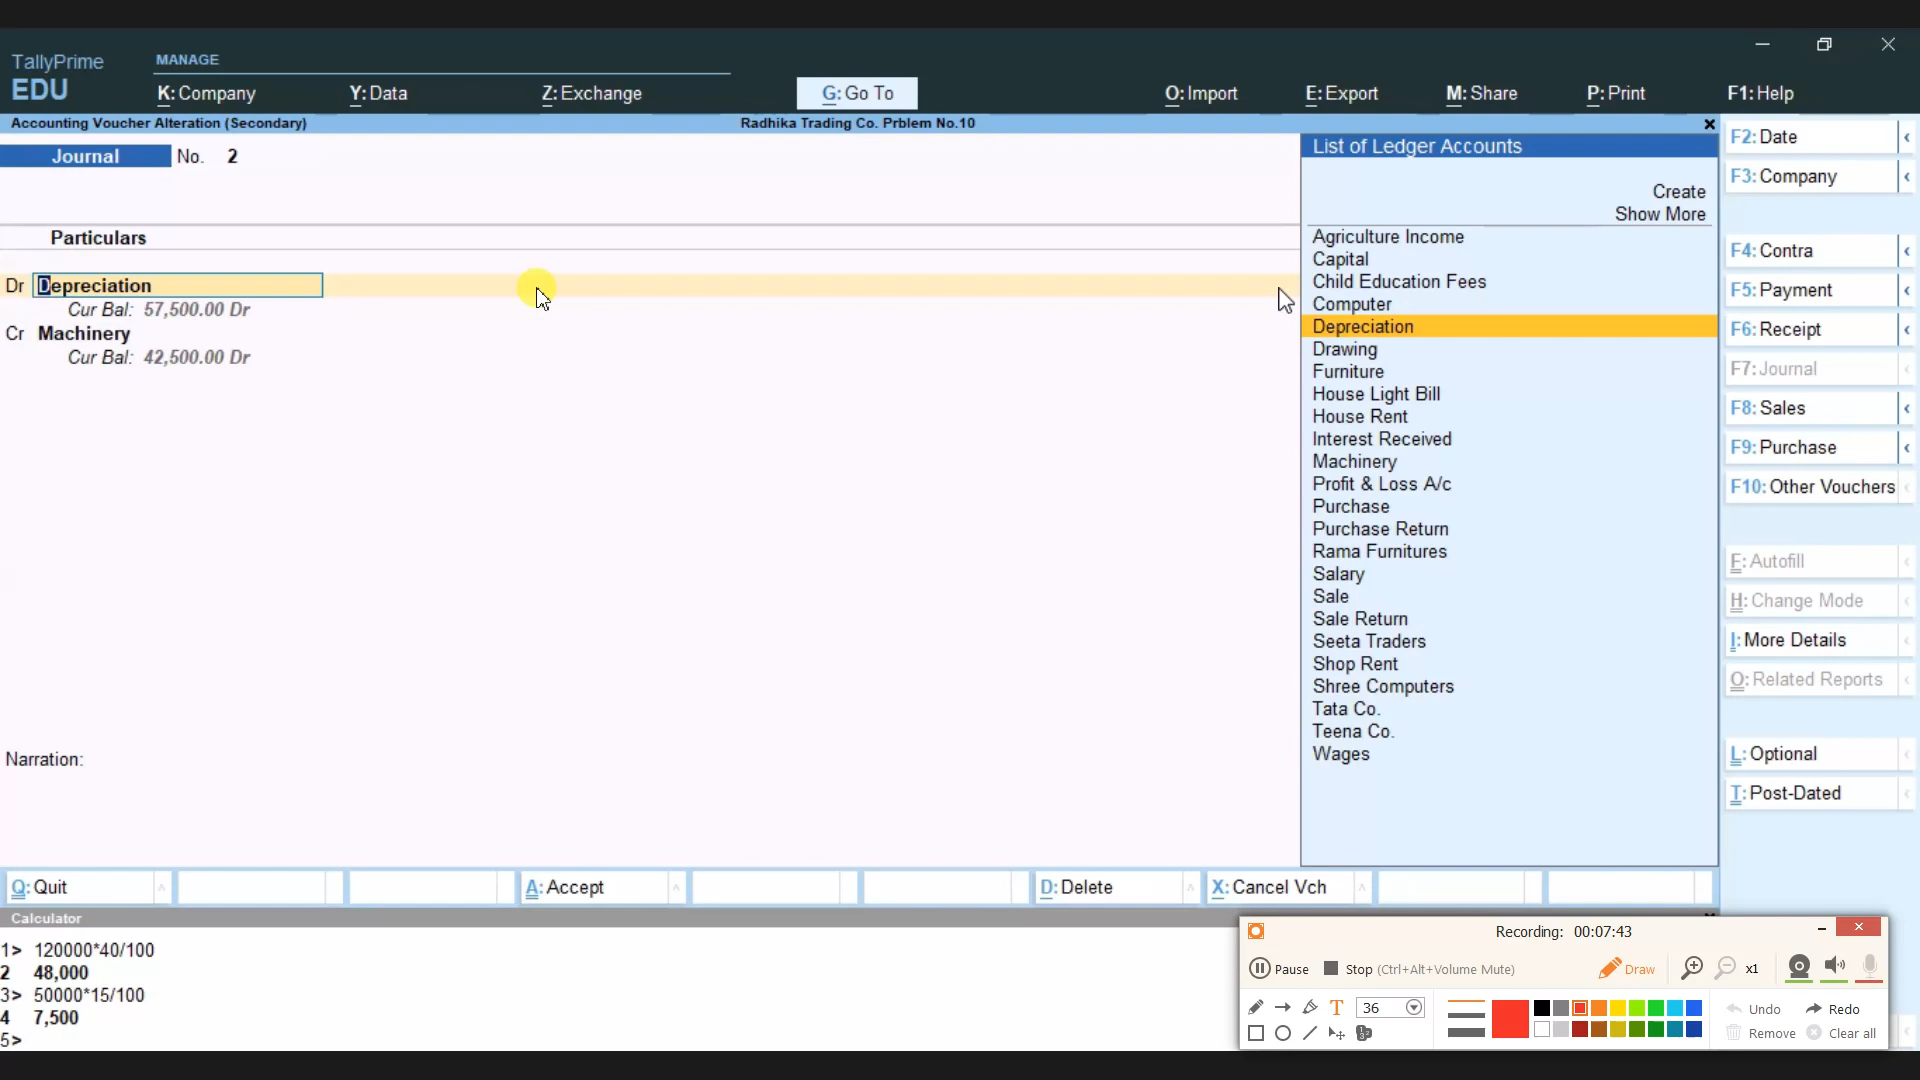 TallyPrime
EDU
MANAGE
K: Company
Y: Data
Z: Exchange
G: Go To
O: Import
E: Export
M: Share
P: Print
F1: Help
Accounting Voucher Alteration (Secondary)
Radhika Trading Co. Prblem No.10
Journal No. 2
Particulars
Dr Depreciation
Cur Bal: 57,500.00 Dr
Cr Machinery
Cur Bal: 42,500.00 Dr
Narration:
List of Ledger Accounts
Create
Show More
Agriculture Income
Capital
Child Education Fees
Computer
Depreciation
Drawing
Furniture
House Light Bill
House Rent
Interest Received
Machinery
Profit & Loss A/c
Purchase
Purchase Return
Rama Furnitures
Salary
Sale
Sale Return
Seeta Traders
Shop Rent
Shree Computers
Tata Co.
Teena Co.
Wages
F2: Date
F3: Company
F4: Contra
F5: Payment
F6: Receipt
F7: Journal
F8: Sales
F9: Purchase
F10: Other Vouchers
F: Autofill
H: Change Mode
I: More Details
O: Related Reports
L: Optional
T: Post-Dated
Q: Quit
A: Accept
D: Delete
X: Cancel Vch
Calculator
1> 120000*40/100
2 48,000
3> 50000*15/100
4 7,500
5>
Recording: 00:07:43
Pause
Stop (Ctrl+Alt+Volume Mute)
Draw
x1
T
36
Undo
Redo
Remove
Clear all